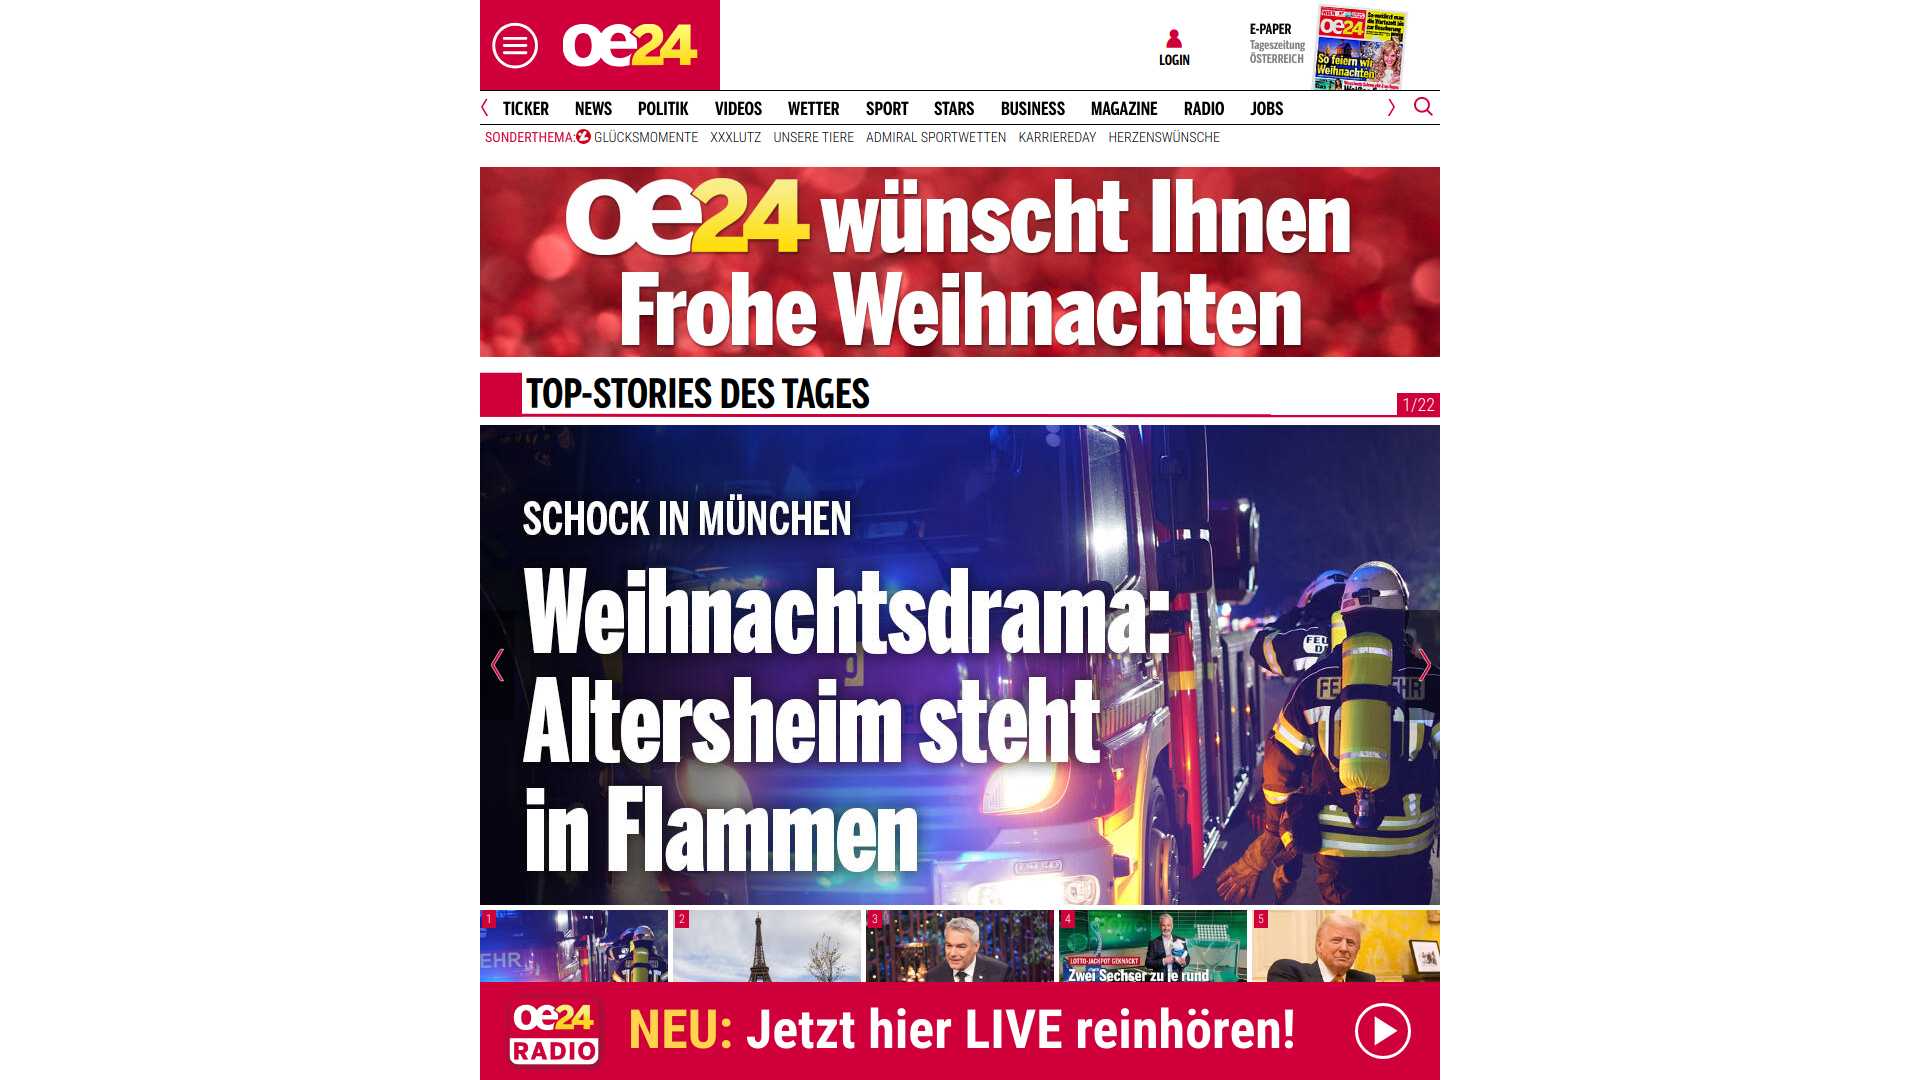 oe24
LOGIN
E-PAPER
Tageszeitung
ÖSTERREICH
oe24
So feiern wir
Weihnachten
TICKER NEWS POLITIK VIDEOS WETTER SPORT STARS BUSINESS MAGAZINE RADIO JOBS
SONDERTHEMA: GLÜCKSMOMENTE XXXLUTZ UNSERE TIERE ADMIRAL SPORTWETTEN KARRIEREDAY HERZENSWÜNSCHE
oe24 wünscht Ihnen
Frohe Weihnachten
TOP-STORIES DES TAGES
1/22
SCHOCK IN MÜNCHEN
Weihnachtsdrama:
Altersheim steht
in Flammen
1
EHR
2
3
4
LOTTO-JACKPOT GEKNACKT
Zwei Sechser zu je rund
5
oe24
RADIO
NEU: Jetzt hier LIVE reinhören!